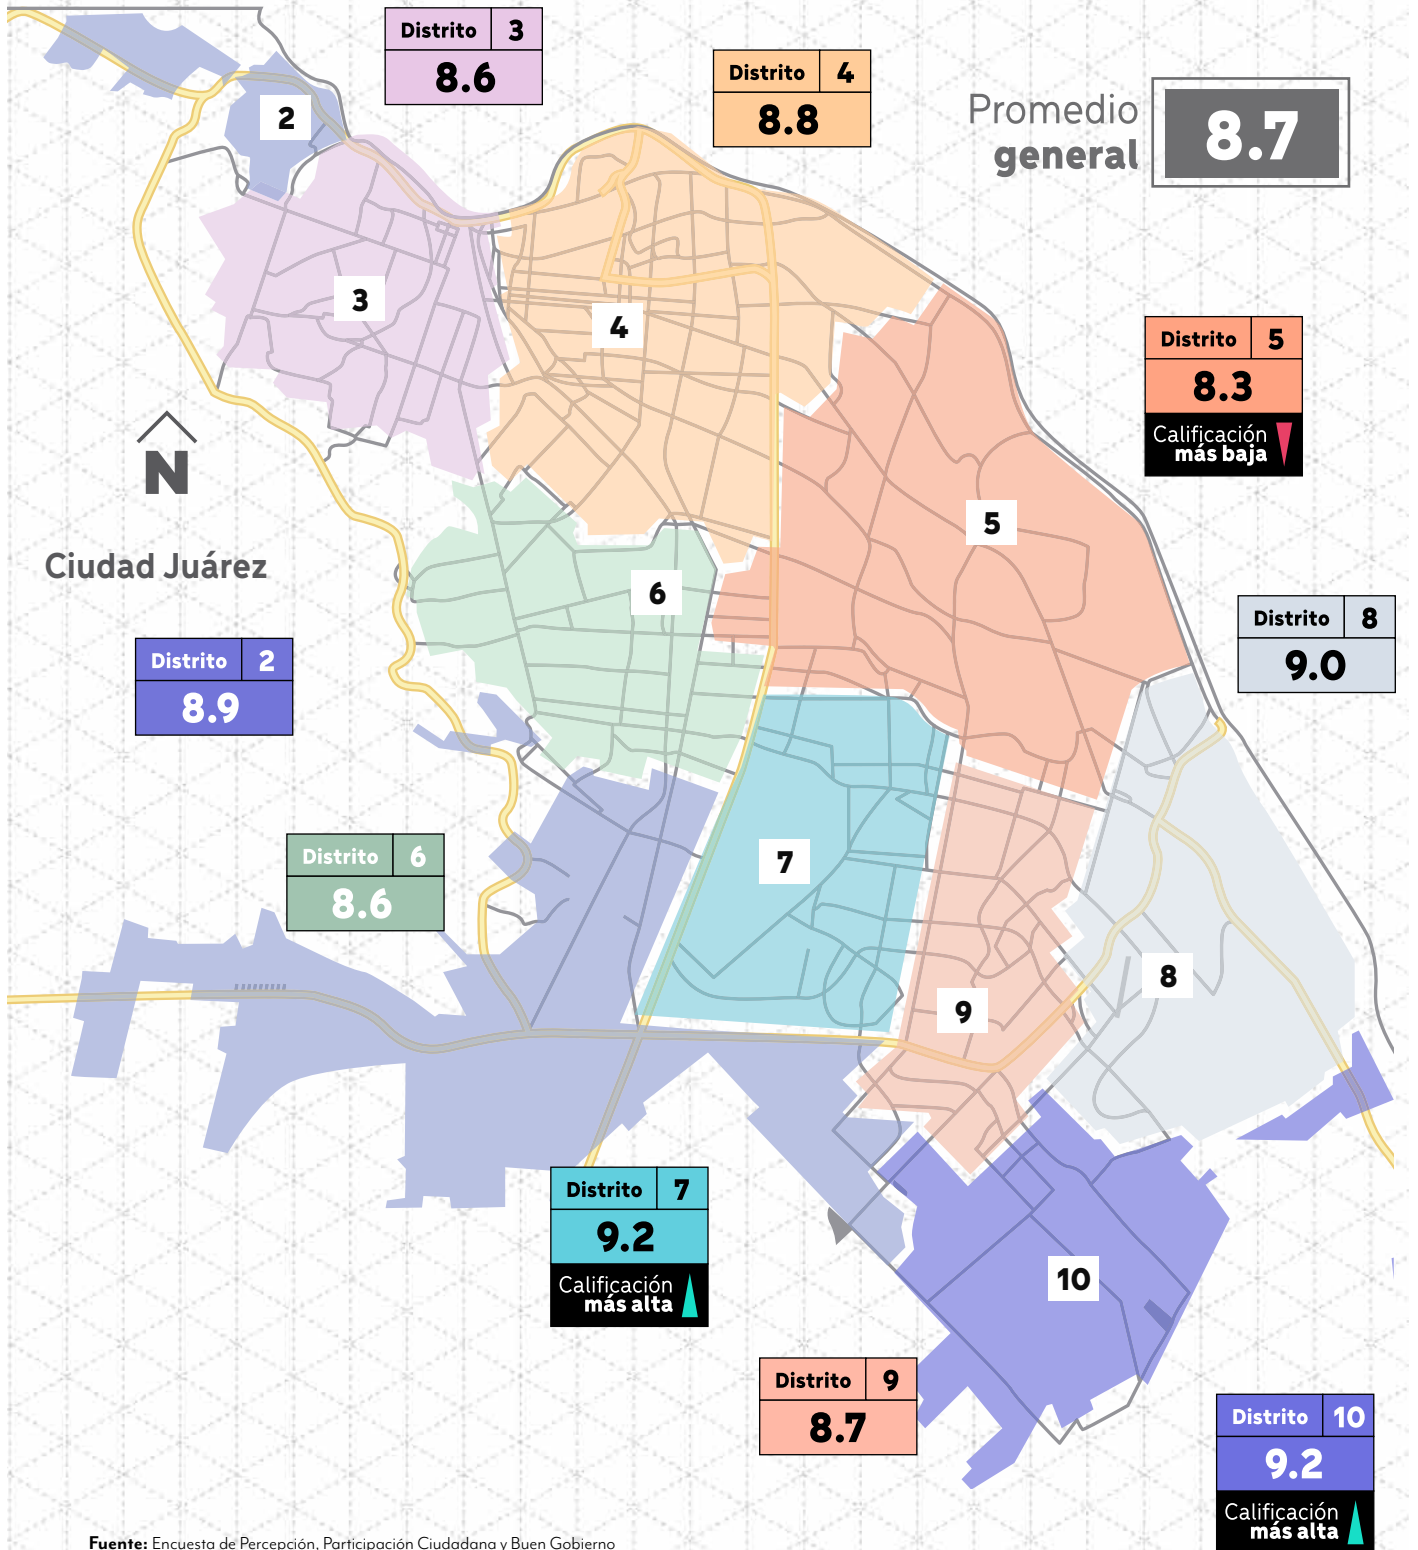 Distrito 3
8.6
Distrito 4
8.8
Promedio
general
8.7
2
3
4
Distrito 5
8.3
Calificación
más baja
N
5
Ciudad Juárez
6
Distrito 8
9.0
Distrito 2
8.9
7
Distrito 6
8.6
8
9
Distrito 7
9.2
Calificación
más alta
10
Distrito 9
8.7
Distrito 10
9.2
Calificación
más alta
Fuente: Encuesta de Percepción, Participación Ciudadana y Buen Gobierno